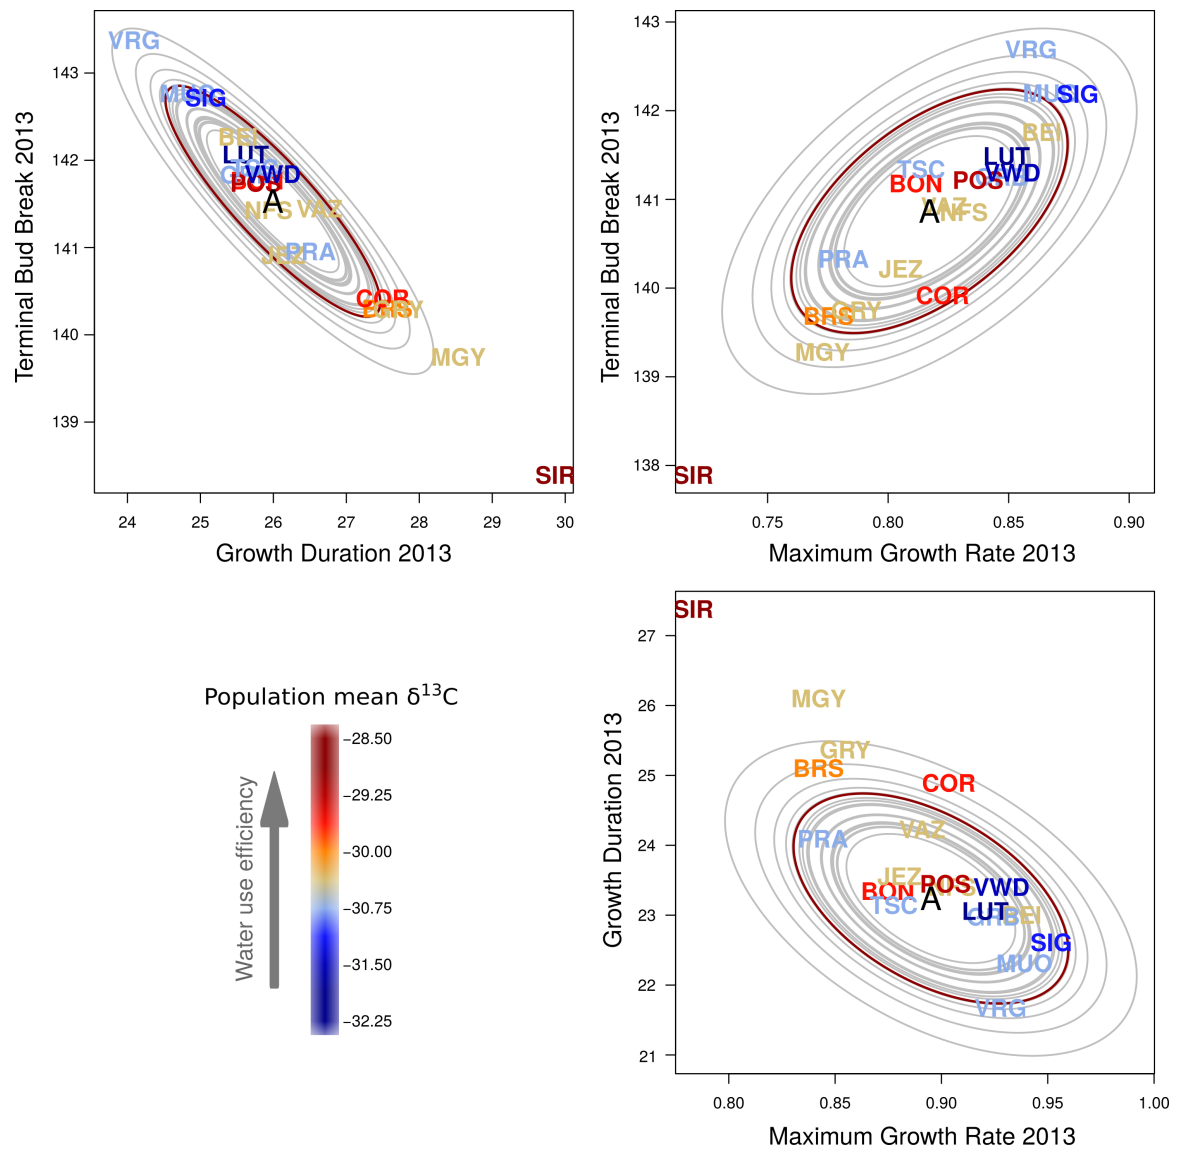 143
142
141
140
139
Terminal Bud Break 2013
VRG
SIG
BEI
LUT
VWD
POS
A
NFS
VAZ
JEZ
PRA
COR
BRS
GRY
MGY
SIR
24 25 26 27 28 29 30
Growth Duration 2013
143
142
141
140
139
138
Terminal Bud Break 2013
VRG
MUO
SIG
BEI
LUT
TSC
VWD
BON
POS
VAZ
A
NFS
PRA
JEZ
COR
BRS
GRY
MGY
SIR
0.75 0.80 0.85 0.90
Maximum Growth Rate 2013
Population mean δ13C
Water use efficiency
−28.50
−29.25
−30.00
−30.75
−31.50
−32.25
27
26
25
24
23
22
21
Growth Duration 2013
SIR
MGY
GRY
BRS
COR
VAZ
PRA
JEZ
BON
POS
NFS
VWD
A
TSC
LUT
GRB
BEI
SIG
MUO
VRG
0.80 0.85 0.90 0.95 1.00
Maximum Growth Rate 2013